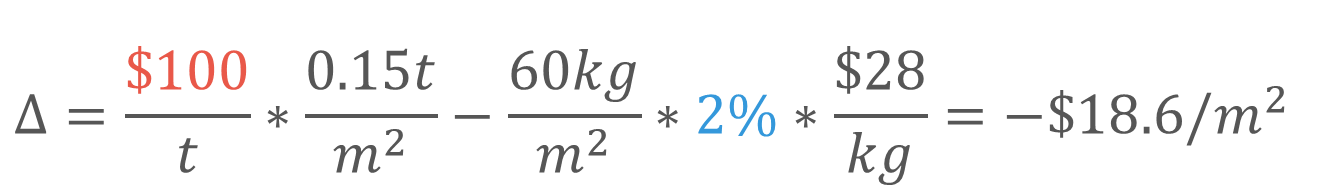 Δ = $100/t * 0.15t/m² − 60kg/m² * 2% * $28/kg = −$18.6/m²